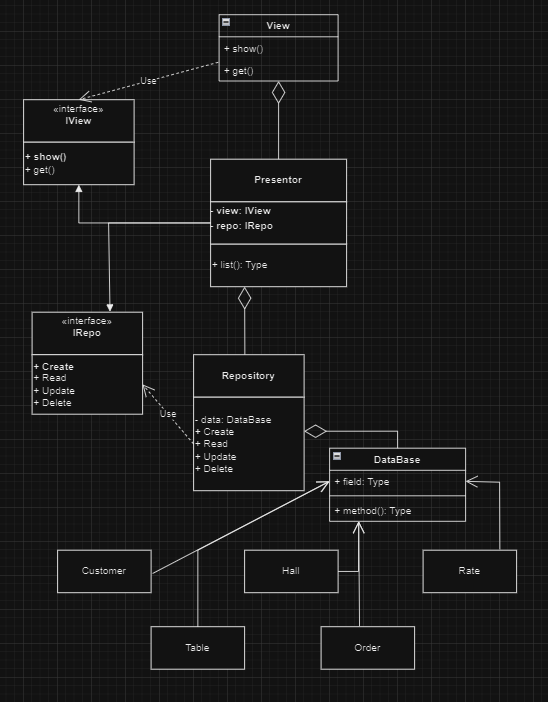 View
+ show()
+ get()
Use
«interface»
IView
+ show()
+ get()
Presentor
- view: IView
- repo: IRepo
+ list(): Type
«interface»
IRepo
+ Create
+ Read
+ Update
+ Delete
Use
Repository
- data: DataBase
+ Create
+ Read
+ Update
+ Delete
DataBase
+ field: Type
+ method(): Type
Customer
Hall
Rate
Table
Order